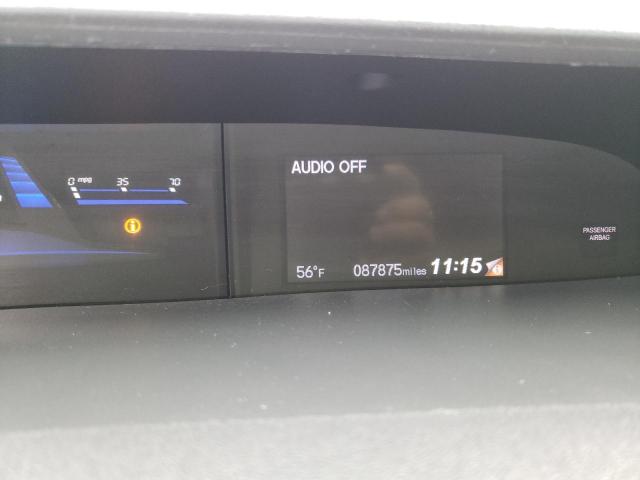 0 mpg 35 70
AUDIO OFF
56°F 087875miles 11:15
PASSENGER
AIRBAG